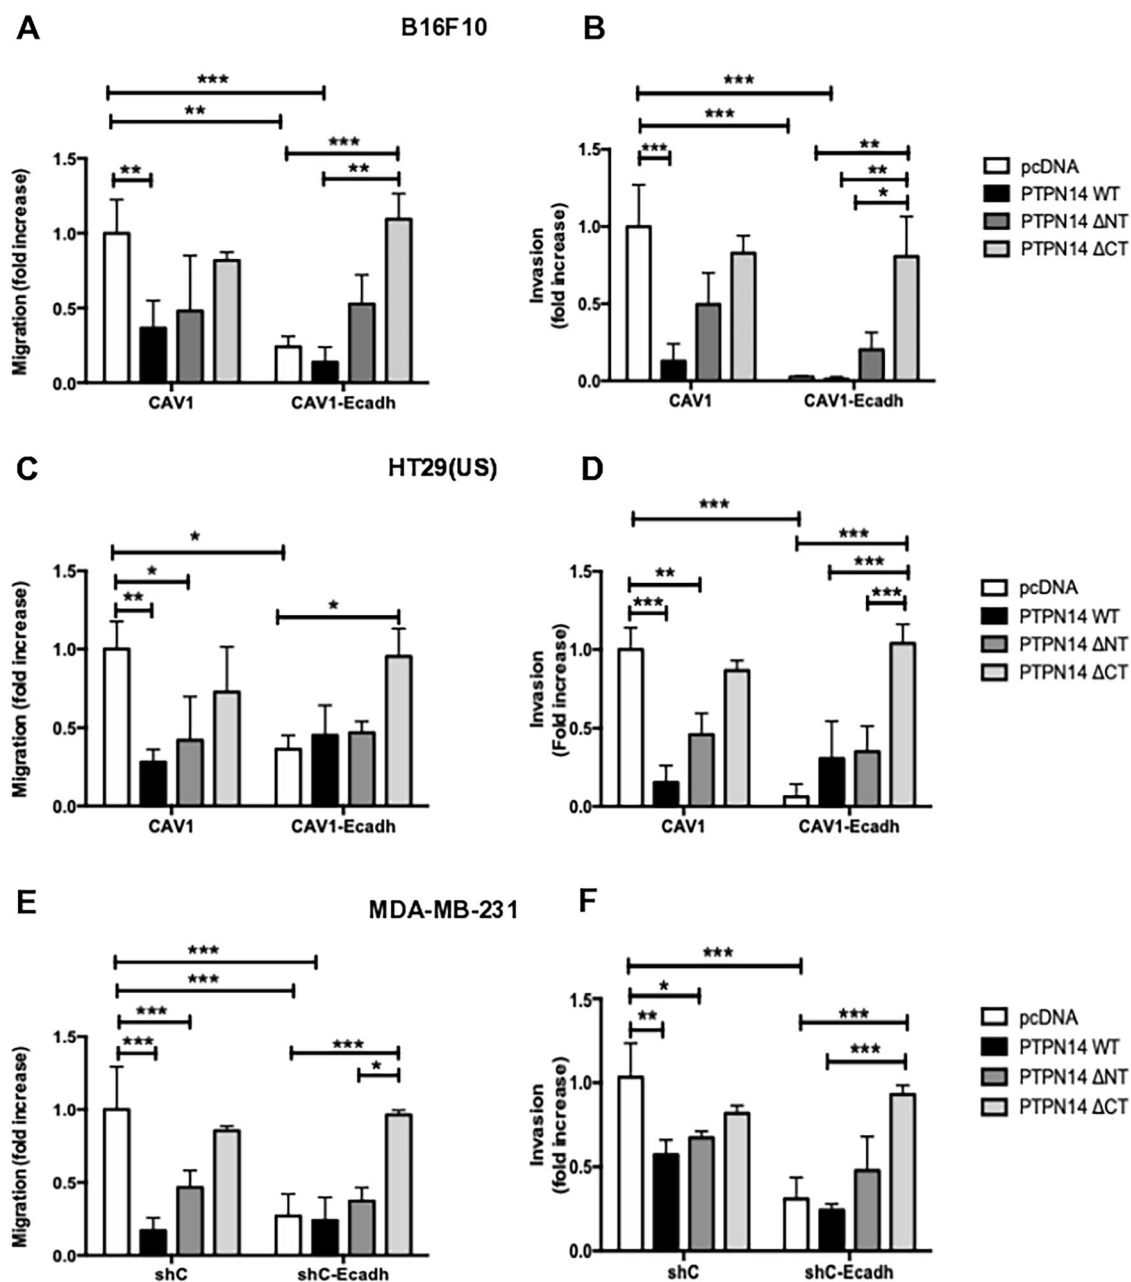 A
B16F10
B
***
**
***
**
**
Migration (fold increase)
1.5
1.0
0.5
0.0
CAV1
CAV1-Ecadh
***
***
***
**
**
*
Invasion
(fold increase)
1.5
1.0
0.5
0.0
CAV1
CAV1-Ecadh
pcDNA
PTPN14 WT
PTPN14 ΔNT
PTPN14 ΔCT
C
HT29(US)
D
*
*
**
*
Migration (fold increase)
1.5
1.0
0.5
0.0
CAV1
CAV1-Ecadh
***
***
***
**
***
***
Invasion
(Fold increase)
1.5
1.0
0.5
0.0
CAV1
CAV1-Ecadh
pcDNA
PTPN14 WT
PTPN14 ΔNT
PTPN14 ΔCT
E
MDA-MB-231
F
***
***
***
***
***
*
Migration (fold increase)
1.5
1.0
0.5
0.0
shC
shC-Ecadh
***
*
**
***
***
Invasion
(fold increase)
1.5
1.0
0.5
0.0
shC
shC-Ecadh
pcDNA
PTPN14 WT
PTPN14 ΔNT
PTPN14 ΔCT